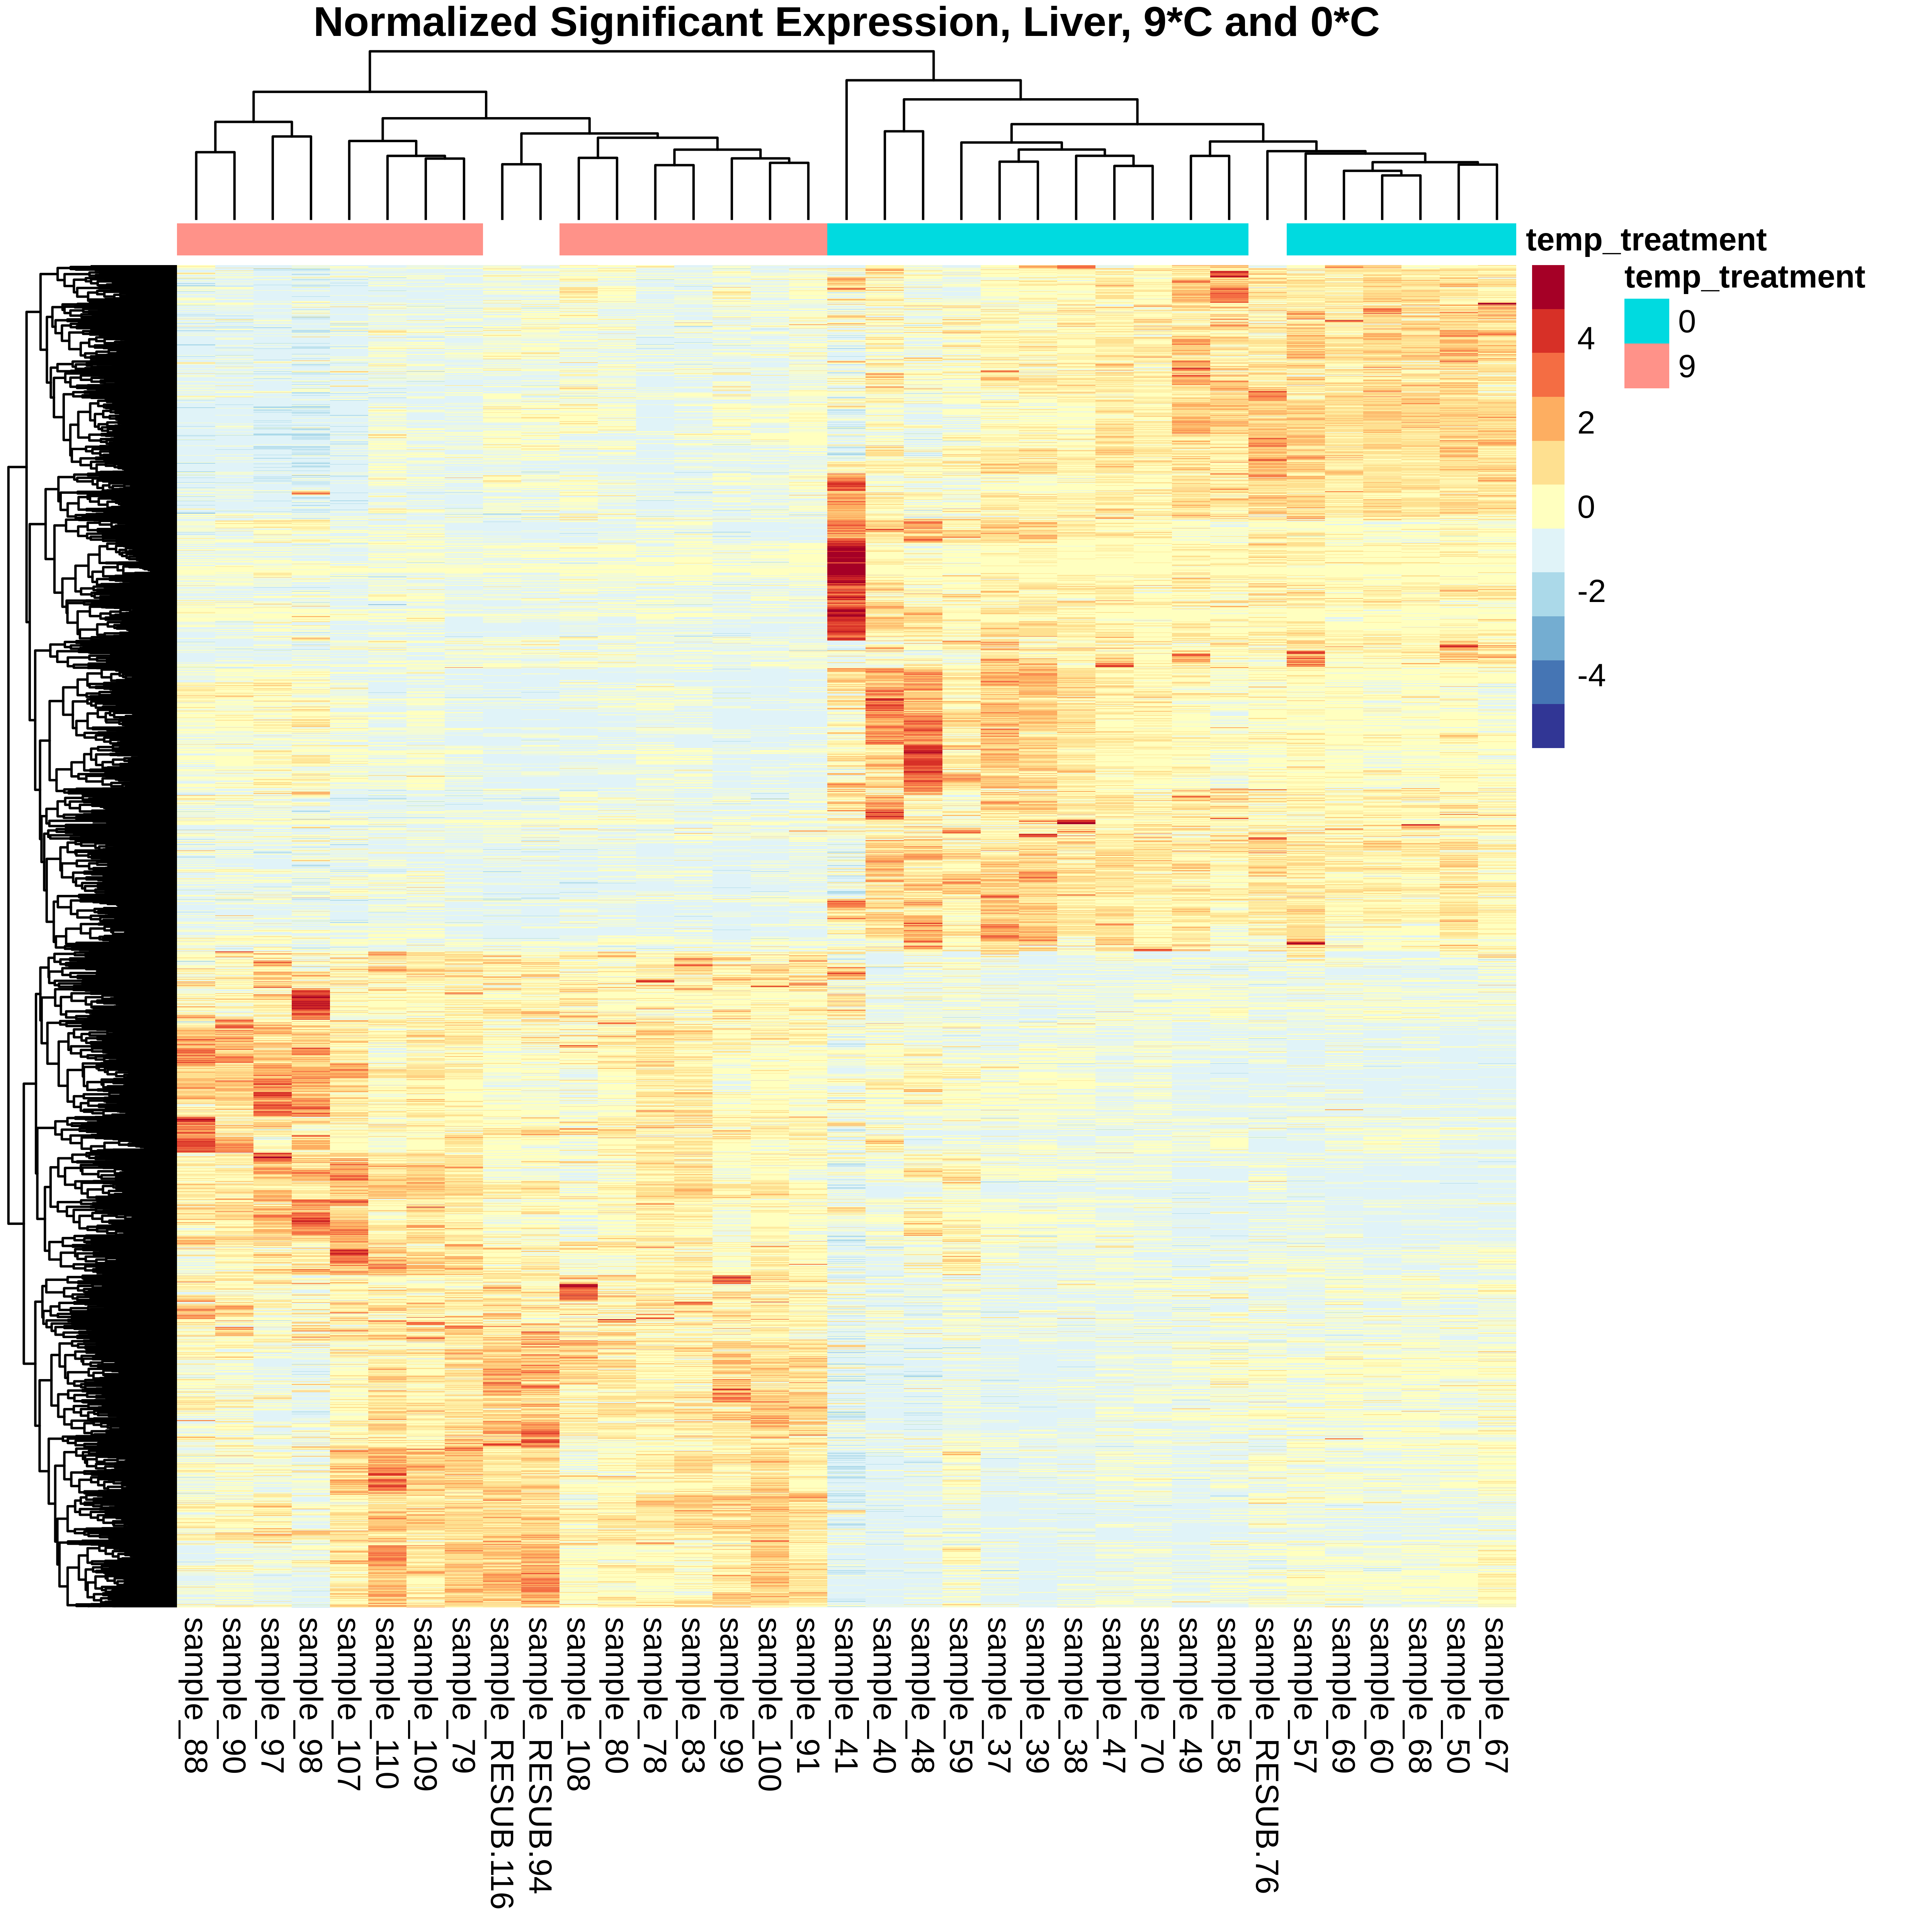 Normalized Significant Expression, Liver, 9*C and 0*C
temp_treatment
temp_treatment
4
2
0
-2
-4
0
9
sample_88
sample_90
sample_97
sample_98
sample_107
sample_110
sample_109
sample_79
sample_RESUB.116
sample_RESUB.94
sample_108
sample_80
sample_78
sample_83
sample_99
sample_100
sample_91
sample_41
sample_40
sample_48
sample_59
sample_37
sample_39
sample_38
sample_47
sample_70
sample_49
sample_58
sample_RESUB.76
sample_57
sample_69
sample_60
sample_68
sample_50
sample_67